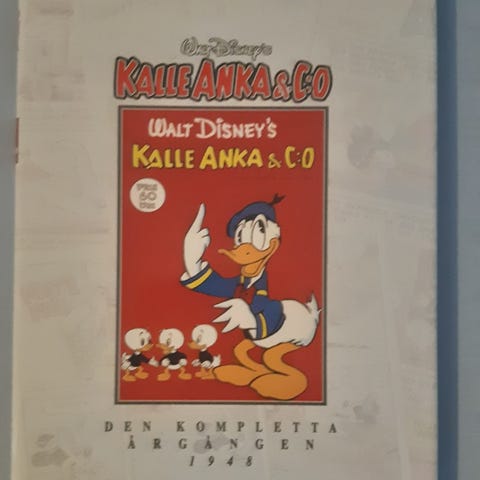 Walt Disney's
KALLE ANKA & C:O
WALT DISNEY'S
KALLE ANKA & C:O
PRIS
60
ÖRE
DEN KOMPLETTA
ÅRGÅNGEN
1948